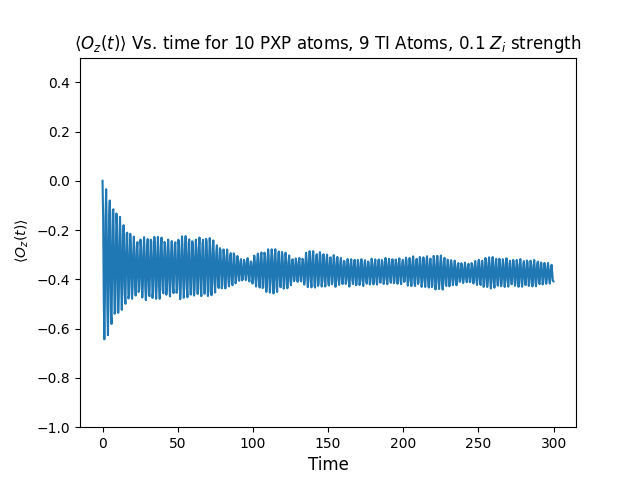 ⟨O_z(t)⟩ Vs. time for 10 PXP atoms, 9 TI Atoms, 0.1 Z_i strength
0.4
0.2
0.0
−0.2
−0.4
−0.6
−0.8
−1.0
⟨O_z(t)⟩
0 50 100 150 200 250 300
Time